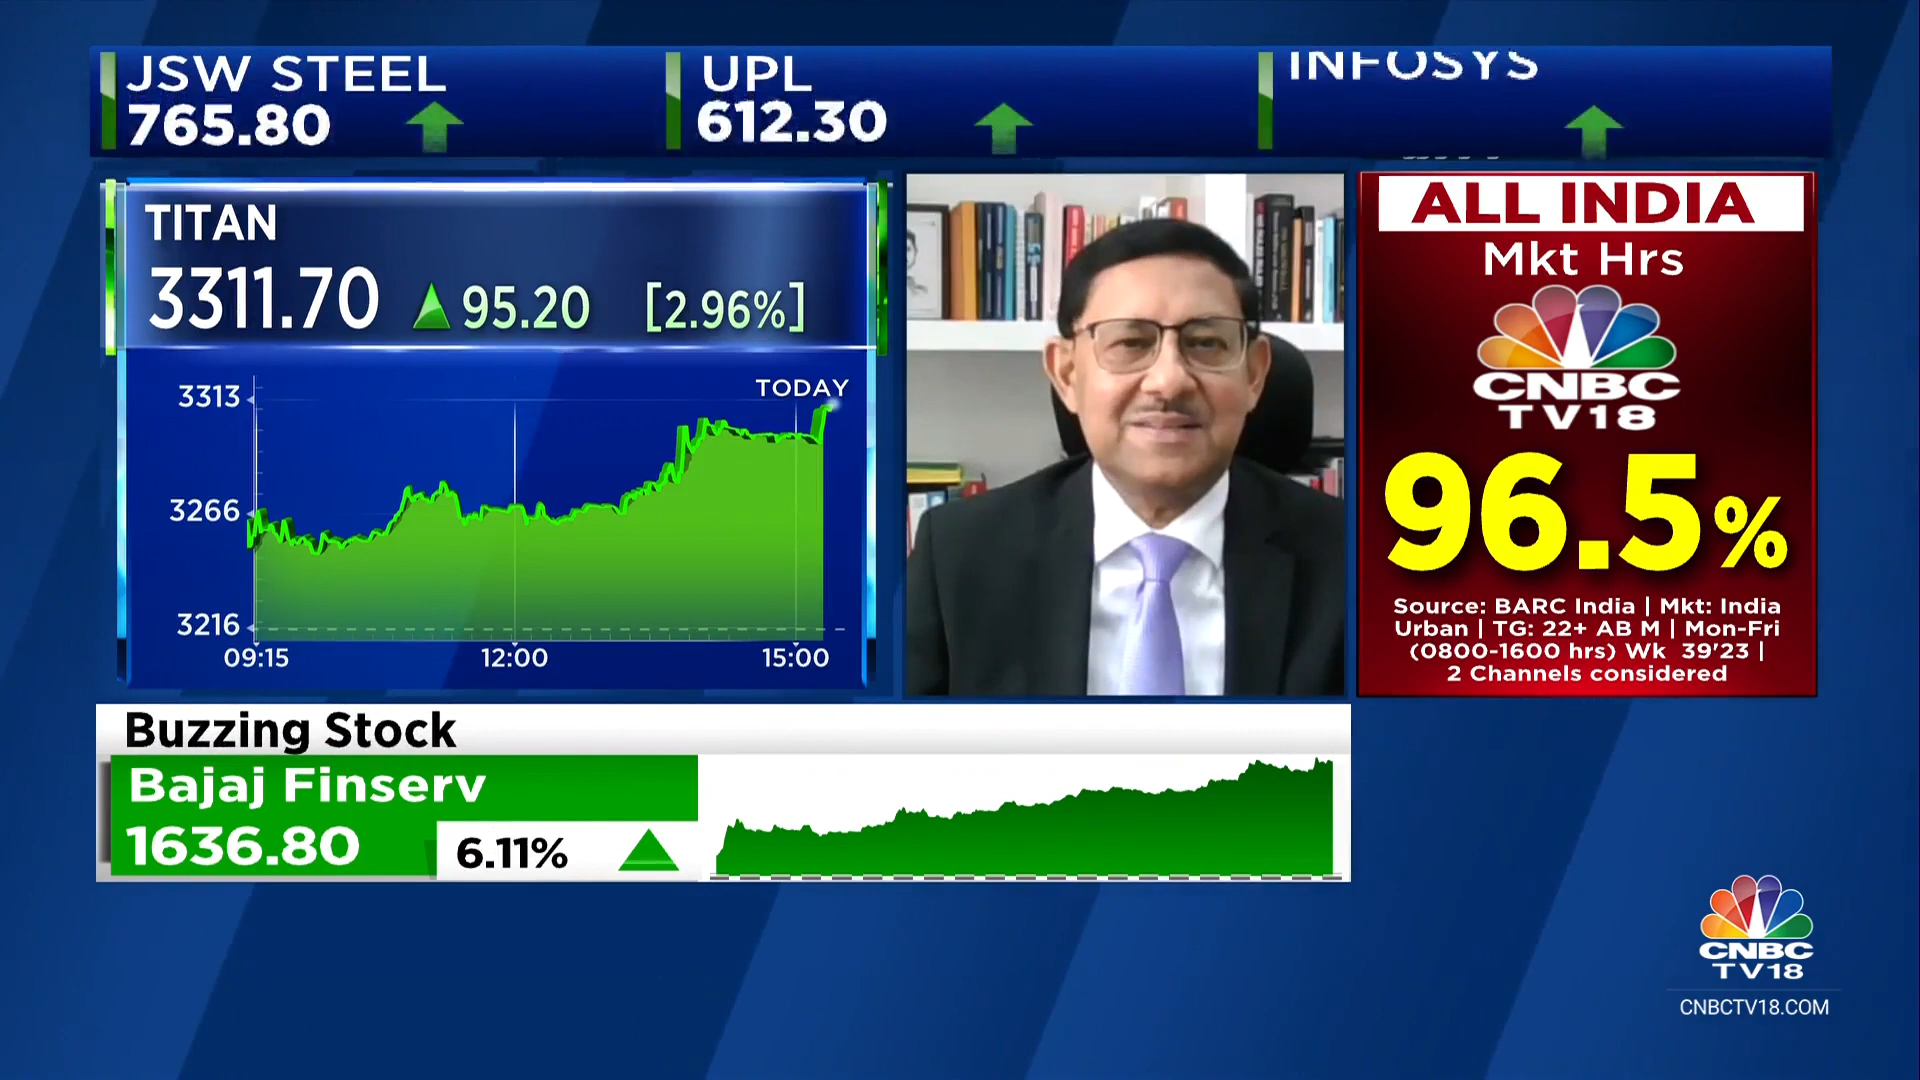 JSW STEEL
765.80
UPL
612.30
INFOSYS
TITAN
3311.70 ▲ 95.20 [2.96%]
TODAY
3313
3266
3216
09:15 12:00 15:00
ALL INDIA
Mkt Hrs
CNBC
TV18
96.5%
Source: BARC India | Mkt: India
Urban | TG: 22+ AB M | Mon-Fri
(0800-1600 hrs) Wk 39'23 |
2 Channels considered
Buzzing Stock
Bajaj Finserv
1636.80
6.11%
CNBC
TV18
CNBCTV18.COM